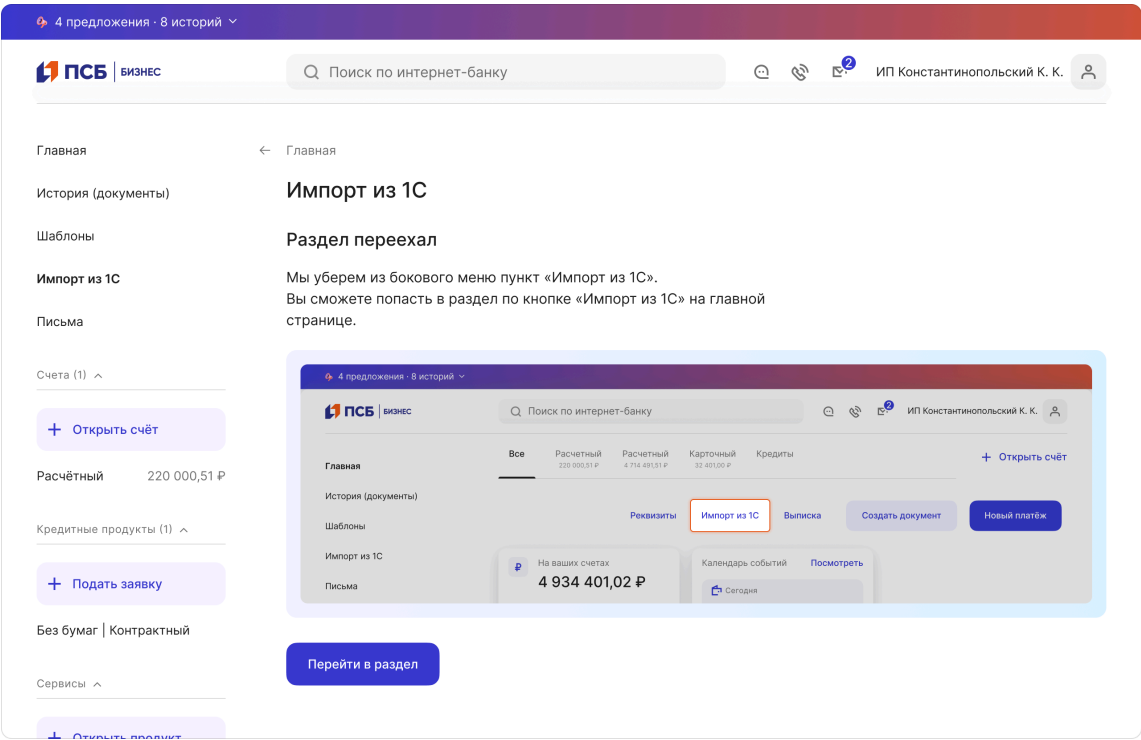 4 предложения · 8 историй
ПСБ БИЗНЕС
Поиск по интернет-банку
2
ИП Константинопольский К. К.
Главная
История (документы)
Шаблоны
Импорт из 1С
Письма
Счета (1)
+ Открыть счёт
Расчётный 220 000,51 ₽
Кредитные продукты (1)
+ Подать заявку
Без бумаг | Контрактный
Сервисы
+ Открыть продукт
← Главная
Импорт из 1С
Раздел переехал
Мы уберем из бокового меню пункт «Импорт из 1С».
Вы сможете попасть в раздел по кнопке «Импорт из 1С» на главной
странице.
4 предложения · 8 историй
ПСБ БИЗНЕС
Поиск по интернет-банку
2
ИП Константинопольский К. К.
Главная
История (документы)
Шаблоны
Импорт из 1С
Письма
Все
Расчетный
220 000,51 ₽
Расчетный
4 714 491,51 ₽
Карточный
32 401,00 ₽
Кредиты
+ Открыть счёт
Реквизиты
Импорт из 1С
Выписка
Создать документ
Новый платёж
На ваших счетах
4 934 401,02 ₽
Календарь событий
Посмотреть
Сегодня
Перейти в раздел